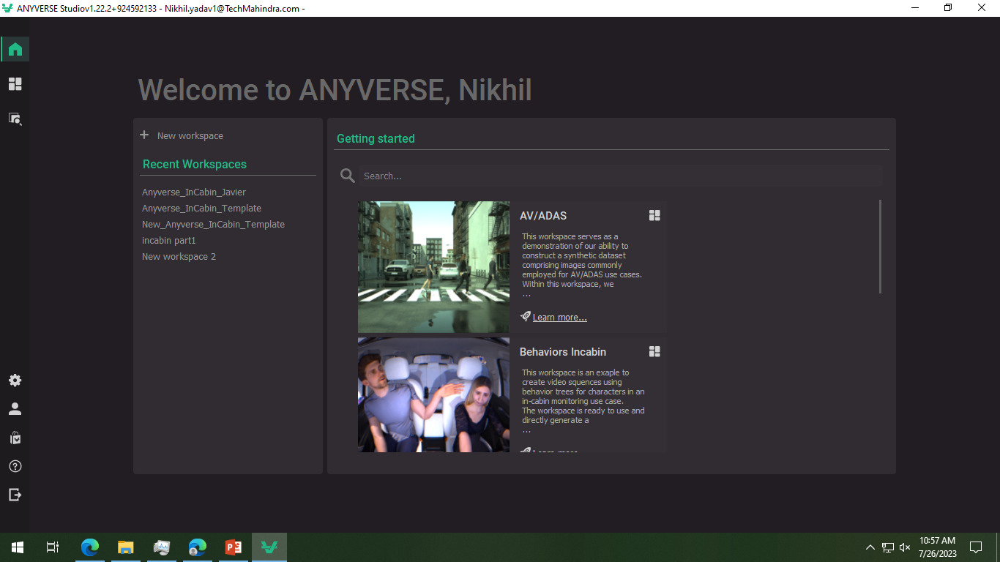 ANYVERSE Studiov1.22.2+924592133 - Nikhil.yadav1@TechMahindra.com -
Welcome to ANYVERSE, Nikhil
New workspace
Recent Workspaces
Anyverse_InCabin_Javier
Anyverse_InCabin_Template
New_Anyverse_InCabin_Template
incabin part1
New workspace 2
Getting started
Search...
AV/ADAS
This workspace serves as a
demonstration of our ability to
construct a synthetic dataset
comprising images commonly
employed for AV/ADAS use cases.
Within this workspace, we
...
Learn more...
Behaviors Incabin
This workspace is an exaple to
create video squences using
behavior trees for characters in an
in-cabin monitoring use case.
The workspace is ready to use and
directly generate a
...
Learn more...
10:57 AM
7/26/2023